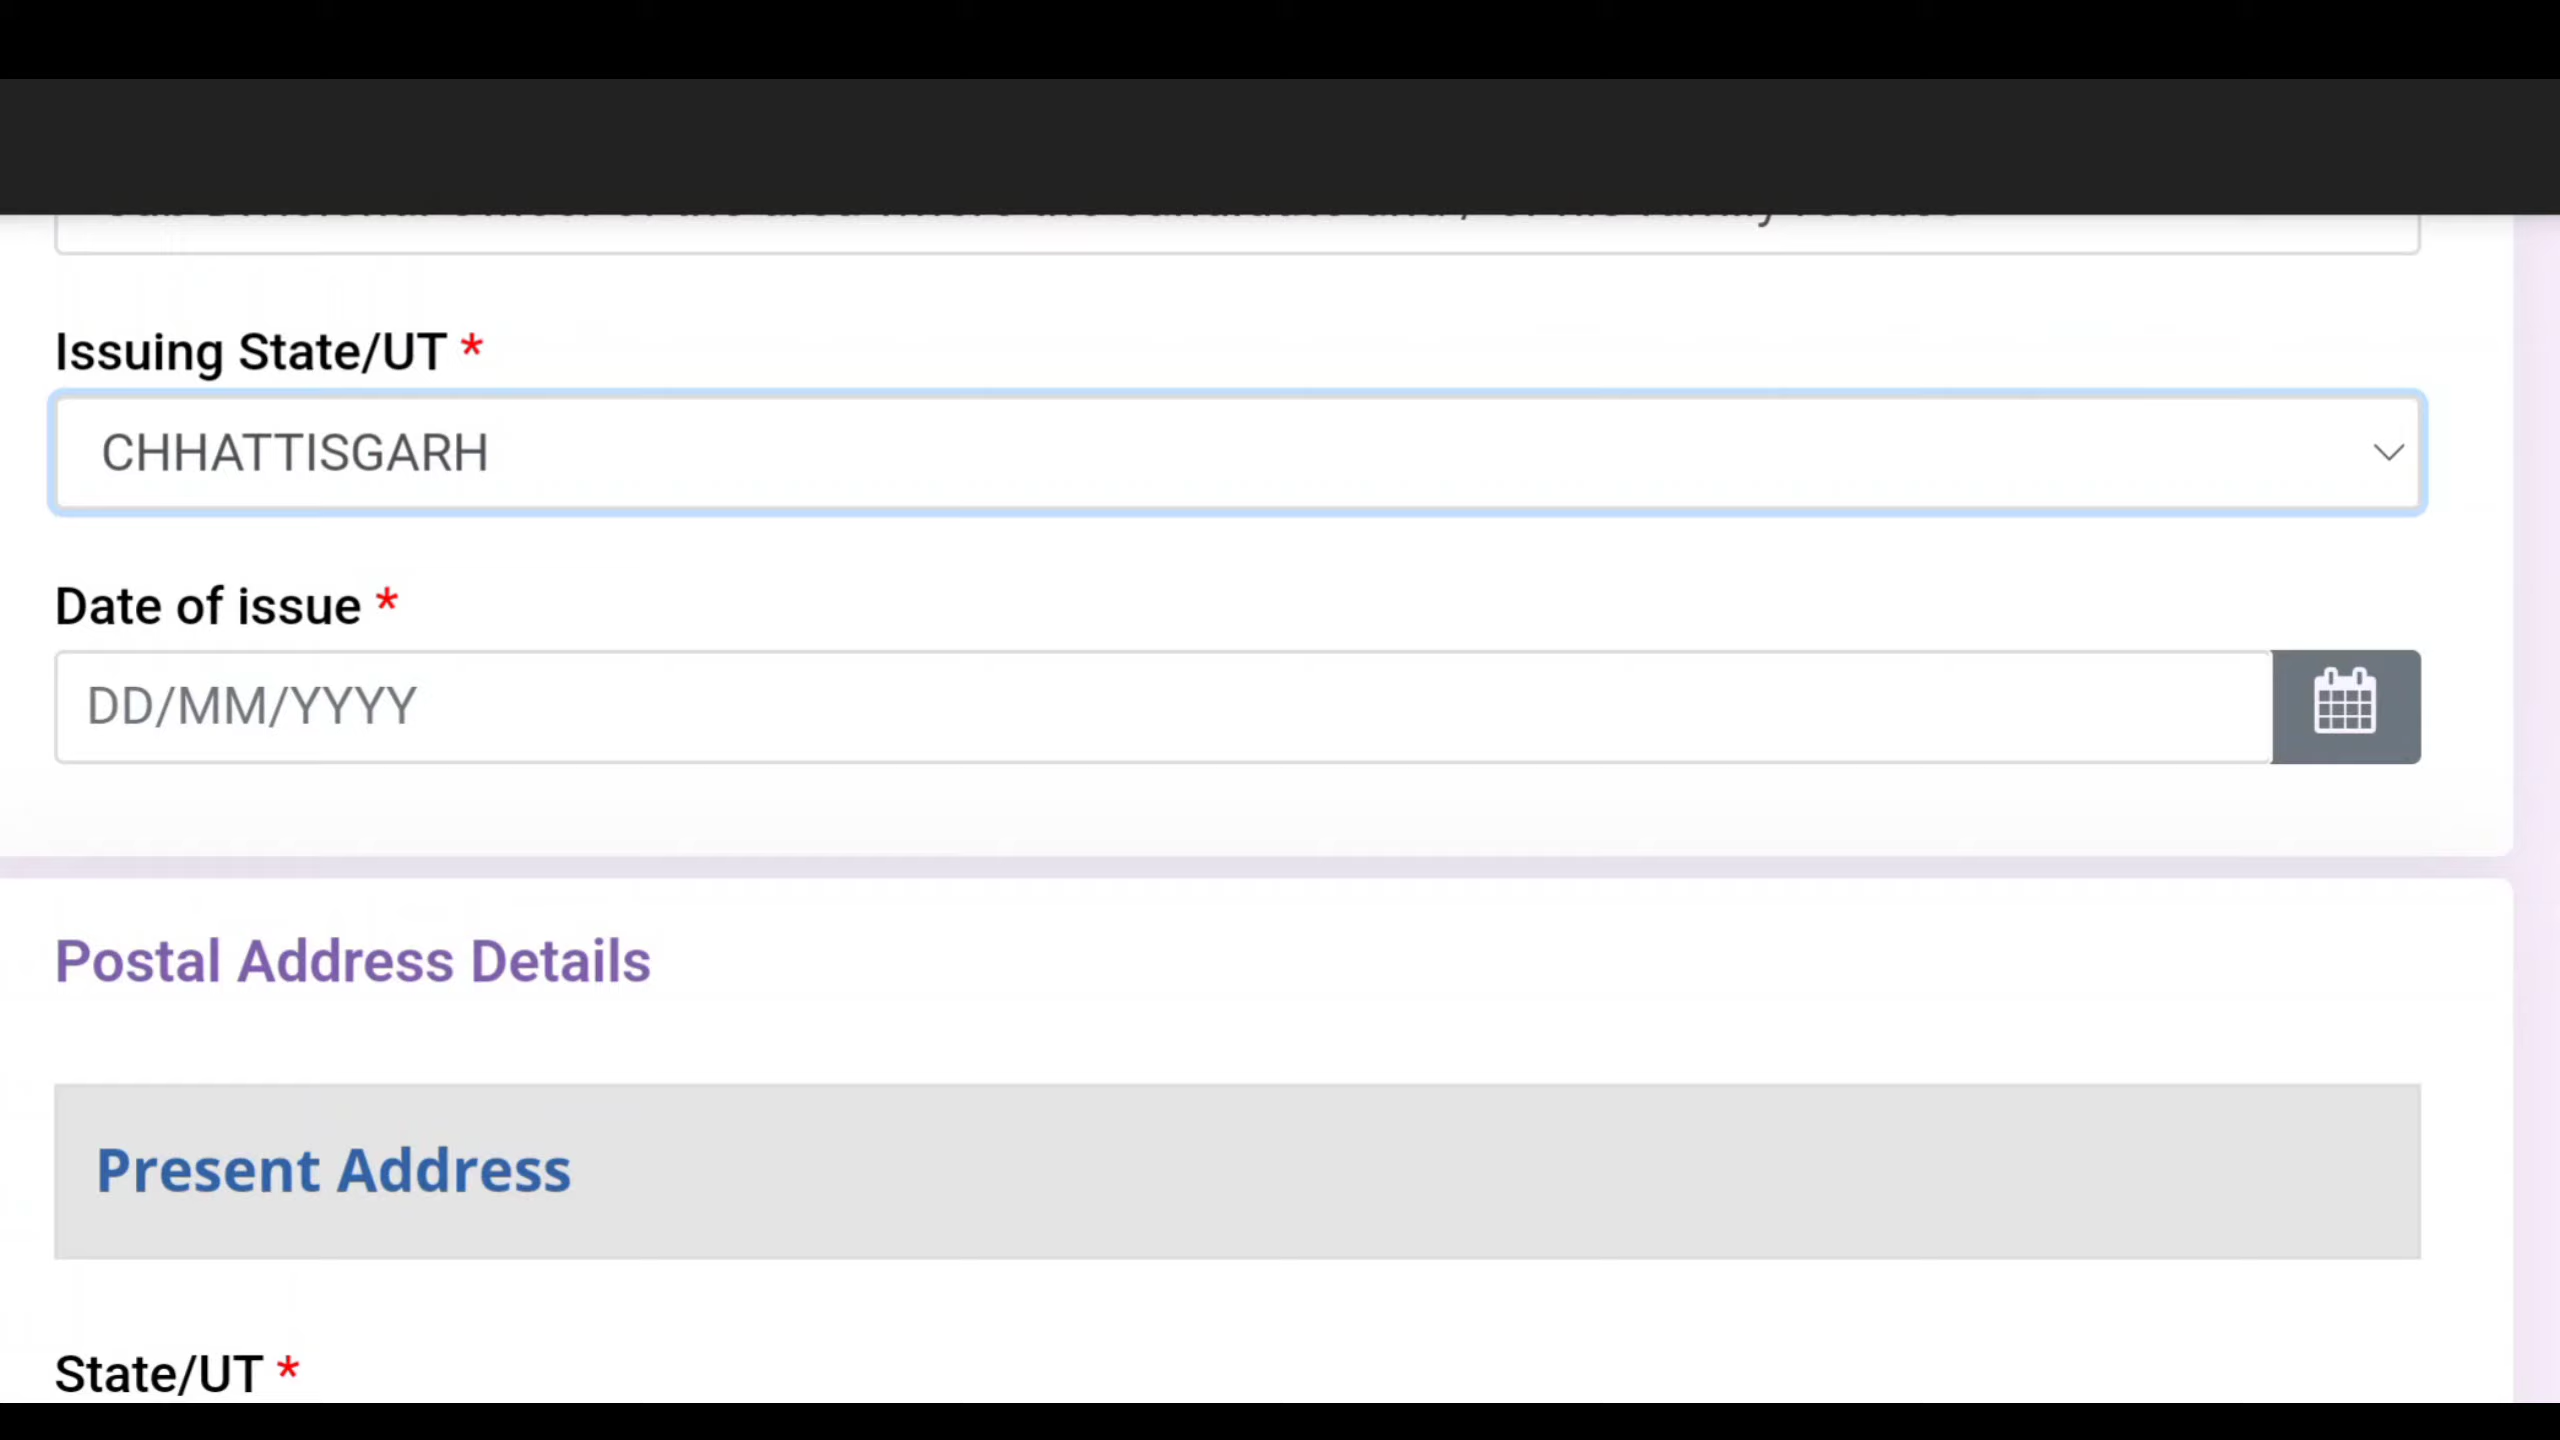 Issuing State/UT *
CHHATTISGARH
Date of issue *
DD/MM/YYYY
Postal Address Details
Present Address
State/UT *